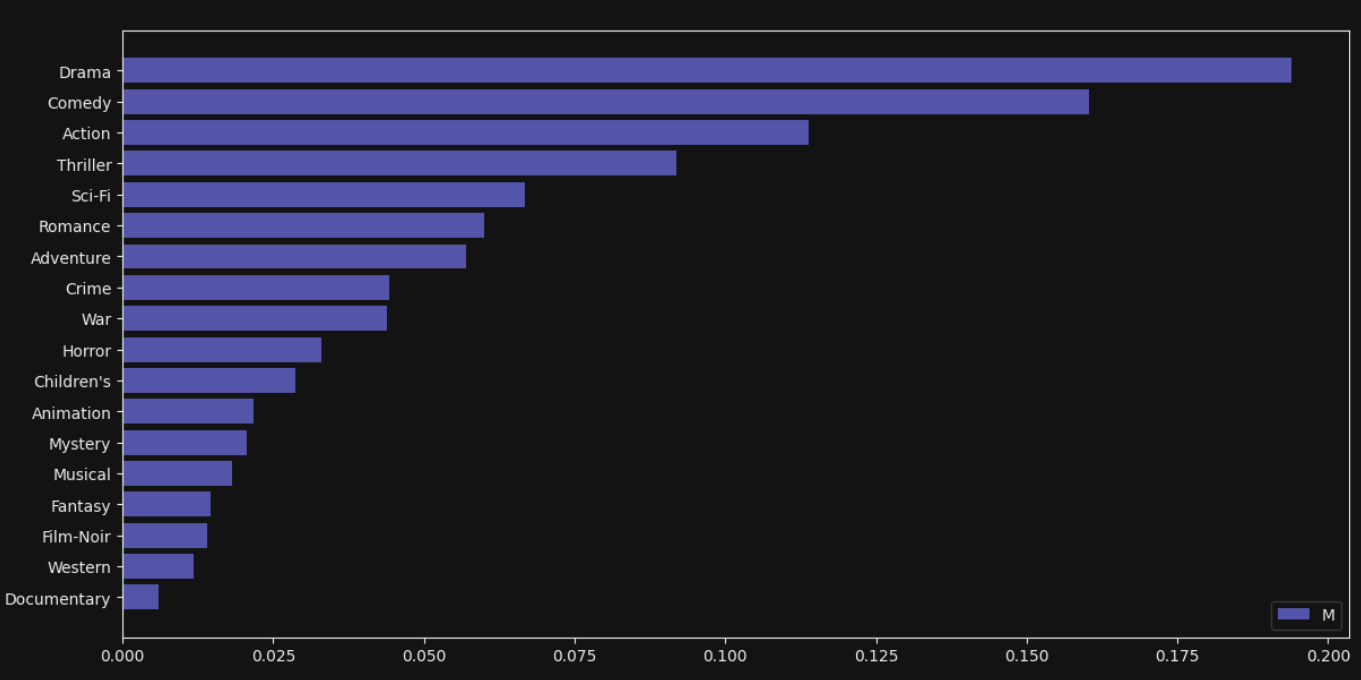 Drama
Comedy
Action
Thriller
Sci-Fi
Romance
Adventure
Crime
War
Horror
Children's
Animation
Mystery
Musical
Fantasy
Film-Noir
Western
Documentary
M
0.000 0.025 0.050 0.075 0.100 0.125 0.150 0.175 0.200